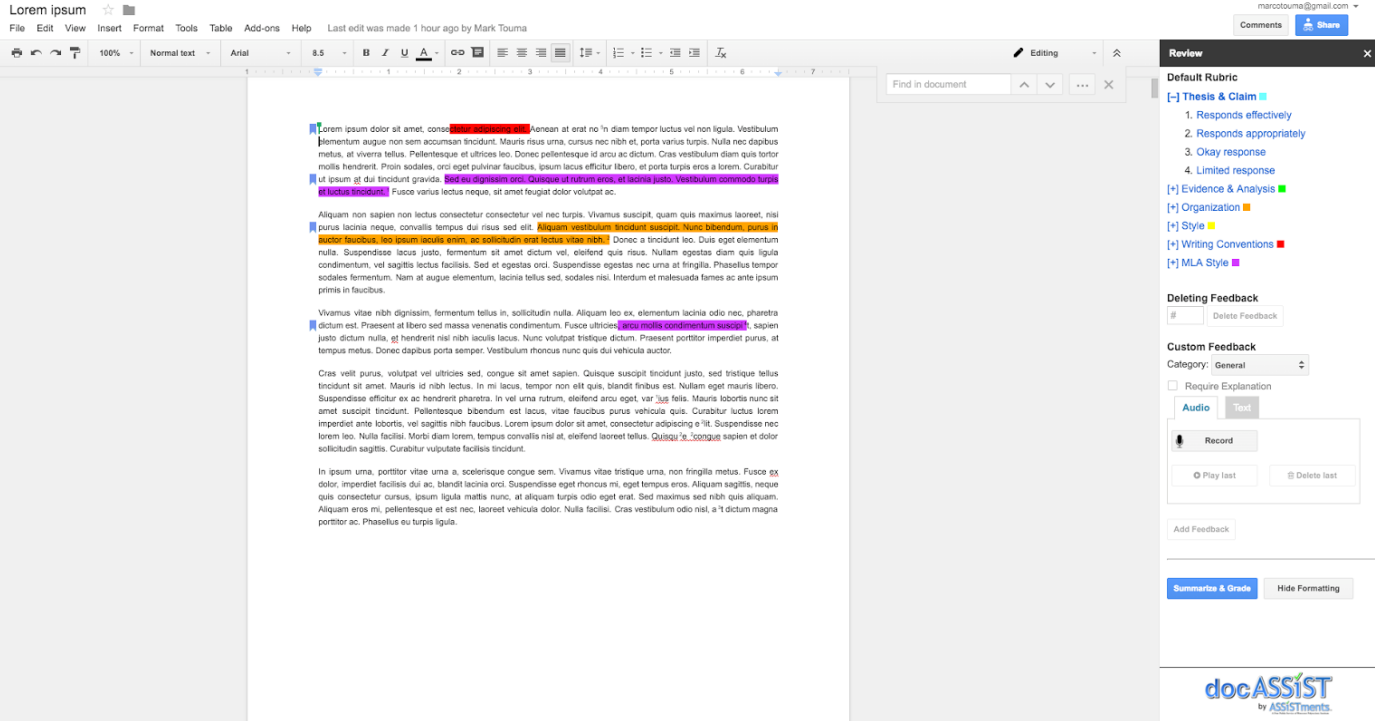 Lorem ipsum
marcotouma@gmail.com
File Edit View Insert Format Tools Table Add-ons Help Last edit was made 1 hour ago by Mark Touma
Comments Share
100% Normal text Arial 8.5 B I U A Editing
Review
1 1 2 3 4 5 6 7
Find in document
Lorem ipsum dolor sit amet, consectetur adipiscing elit. Aenean at erat no n diam tempor luctus vel non ligula. Vestibulum
elementum augue non sem accumsan tincidunt. Mauris risus urna, cursus nec nibh et, porta varius turpis. Nulla nec dapibus
metus, at viverra tellus. Pellentesque et ultrices leo. Donec pellentesque id arcu ac dictum. Cras vestibulum diam quis tortor
mollis hendrerit. Proin sodales, orci eget pulvinar faucibus, ipsum lacus efficitur libero, et porta turpis eros a lorem. Curabitur
ut ipsum at dui tincidunt gravida. Sed eu dignissim orci. Quisque ut rutrum eros, et lacinia justo. Vestibulum commodo turpis
et luctus tincidunt. Fusce varius lectus neque, sit amet feugiat dolor volutpat ac.
Aliquam non sapien non lectus consectetur consectetur vel nec turpis. Vivamus suscipit, quam quis maximus laoreet, nisi
purus lacinia neque, convallis tempus dui risus sed elit. Aliquam vestibulum tincidunt suscipit. Nunc bibendum, purus in
auctor faucibus, leo ipsum iaculis enim, ac sollicitudin erat lectus vitae nibh. Donec a tincidunt leo. Duis eget elementum
nulla. Suspendisse lacus justo, fermentum sit amet dictum vel, eleifend quis risus. Nullam egestas diam quis ligula
condimentum, vel sagittis lectus facilisis. Sed et egestas orci. Suspendisse egestas nec urna at fringilla. Phasellus tempor
sodales fermentum. Nam at augue elementum, lacinia tellus sed, sodales nisi. Interdum et malesuada fames ac ante ipsum
primis in faucibus.
Vivamus vitae nibh dignissim, fermentum tellus in, sollicitudin nulla. Aliquam leo ex, elementum lacinia odio nec, pharetra
dictum est. Praesent at libero sed massa venenatis condimentum. Fusce ultricies, arcu mollis condimentum suscipit, sapien
justo dictum nulla, et hendrerit nisl nibh iaculis lacus. Nunc volutpat tristique dictum. Praesent porttitor imperdiet purus, at
tempus metus. Donec dapibus porta semper. Vestibulum rhoncus nunc quis dui vehicula auctor.
Cras velit purus, volutpat vel ultricies sed, congue sit amet sapien. Quisque suscipit tincidunt justo, sed tristique tellus
tincidunt sit amet. Mauris id nibh lectus. In mi lacus, tempor non elit quis, blandit finibus est. Nullam eget mauris libero.
Suspendisse efficitur ex ac hendrerit pharetra. In vel urna rutrum, eleifend arcu eget, var ius felis. Mauris lobortis nunc sit
amet suscipit tincidunt. Pellentesque bibendum est lacus, vitae faucibus purus vehicula quis. Curabitur luctus lorem
imperdiet ante lobortis, vel sagittis nibh faucibus. Lorem ipsum dolor sit amet, consectetur adipiscing e lit. Suspendisse nec
lorem leo. Nulla facilisi. Morbi diam lorem, tempus convallis nisl at, eleifend laoreet tellus. Quisqu e congue sapien et dolor
sollicitudin sagittis. Curabitur vulputate facilisis tincidunt.
In ipsum urna, porttitor vitae urna a, scelerisque congue sem. Vivamus vitae tristique urna, non fringilla metus. Fusce ex
dolor, imperdiet facilisis dui ac, blandit lacinia orci. Suspendisse eget rhoncus mi, eget tempus eros. Aliquam sagittis, neque
quis consectetur cursus, ipsum ligula mattis nunc, at aliquam turpis odio eget erat. Sed maximus sed nibh quis aliquam.
Aliquam eros mi, pellentesque et est nec, laoreet vehicula dolor. Nulla facilisi. Cras vestibulum odio nisl, a t dictum magna
porttitor ac. Phasellus eu turpis ligula.
Default Rubric
[–] Thesis & Claim
1. Responds effectively
2. Responds appropriately
3. Okay response
4. Limited response
[+] Evidence & Analysis
[+] Organization
[+] Style
[+] Writing Conventions
[+] MLA Style
Deleting Feedback
# Delete Feedback
Custom Feedback
Category: General
Require Explanation
Audio Text
Record
Play last Delete last
Add Feedback
Summarize & Grade Hide Formatting
docASSiST
by ASSiSTments